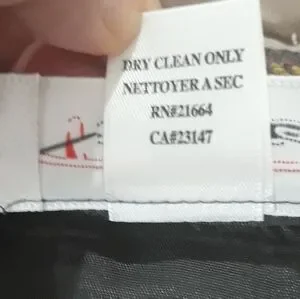 DRY CLEAN ONLY
NETTOYER A SEC
RN#21664
CA#23147